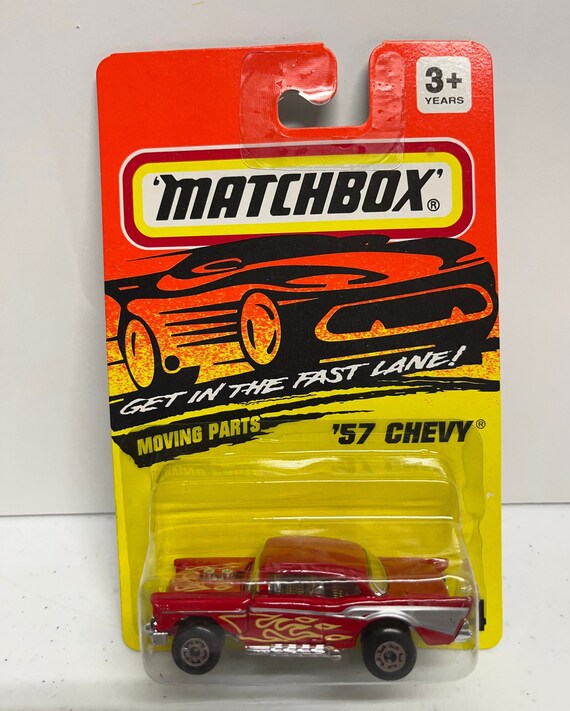 3+
YEARS
'MATCHBOX'®
GET IN THE FAST LANE!
MOVING PARTS
'57 CHEVY®